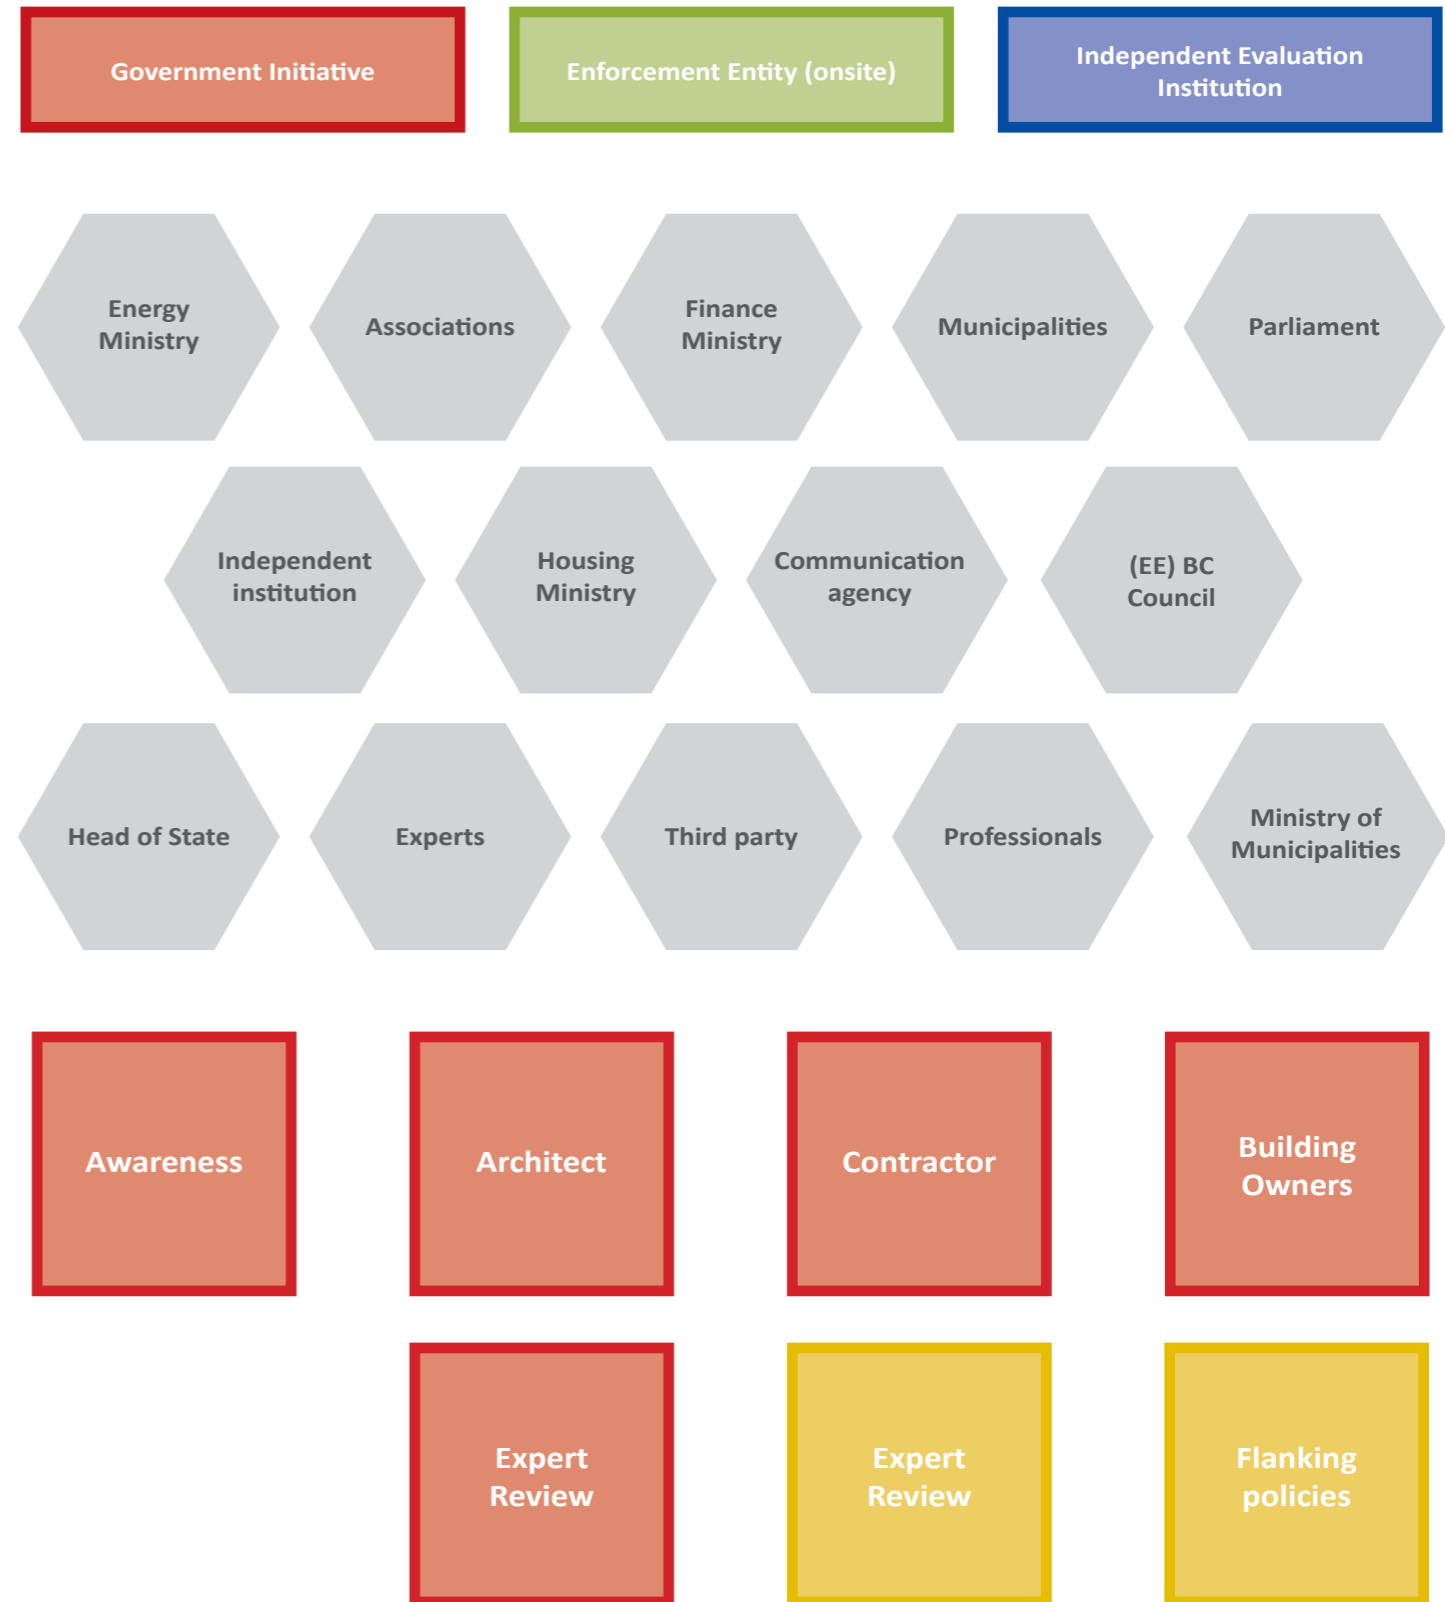 Government Initiative
Enforcement Entity (onsite)
Independent Evaluation
Institution
Energy
Ministry
Associations
Finance
Ministry
Municipalities
Parliament
Independent
institution
Housing
Ministry
Communication
agency
(EE) BC
Council
Head of State
Experts
Third party
Professionals
Ministry of
Municipalities
Awareness
Architect
Contractor
Building
Owners
Expert
Review
Expert
Review
Flanking
policies